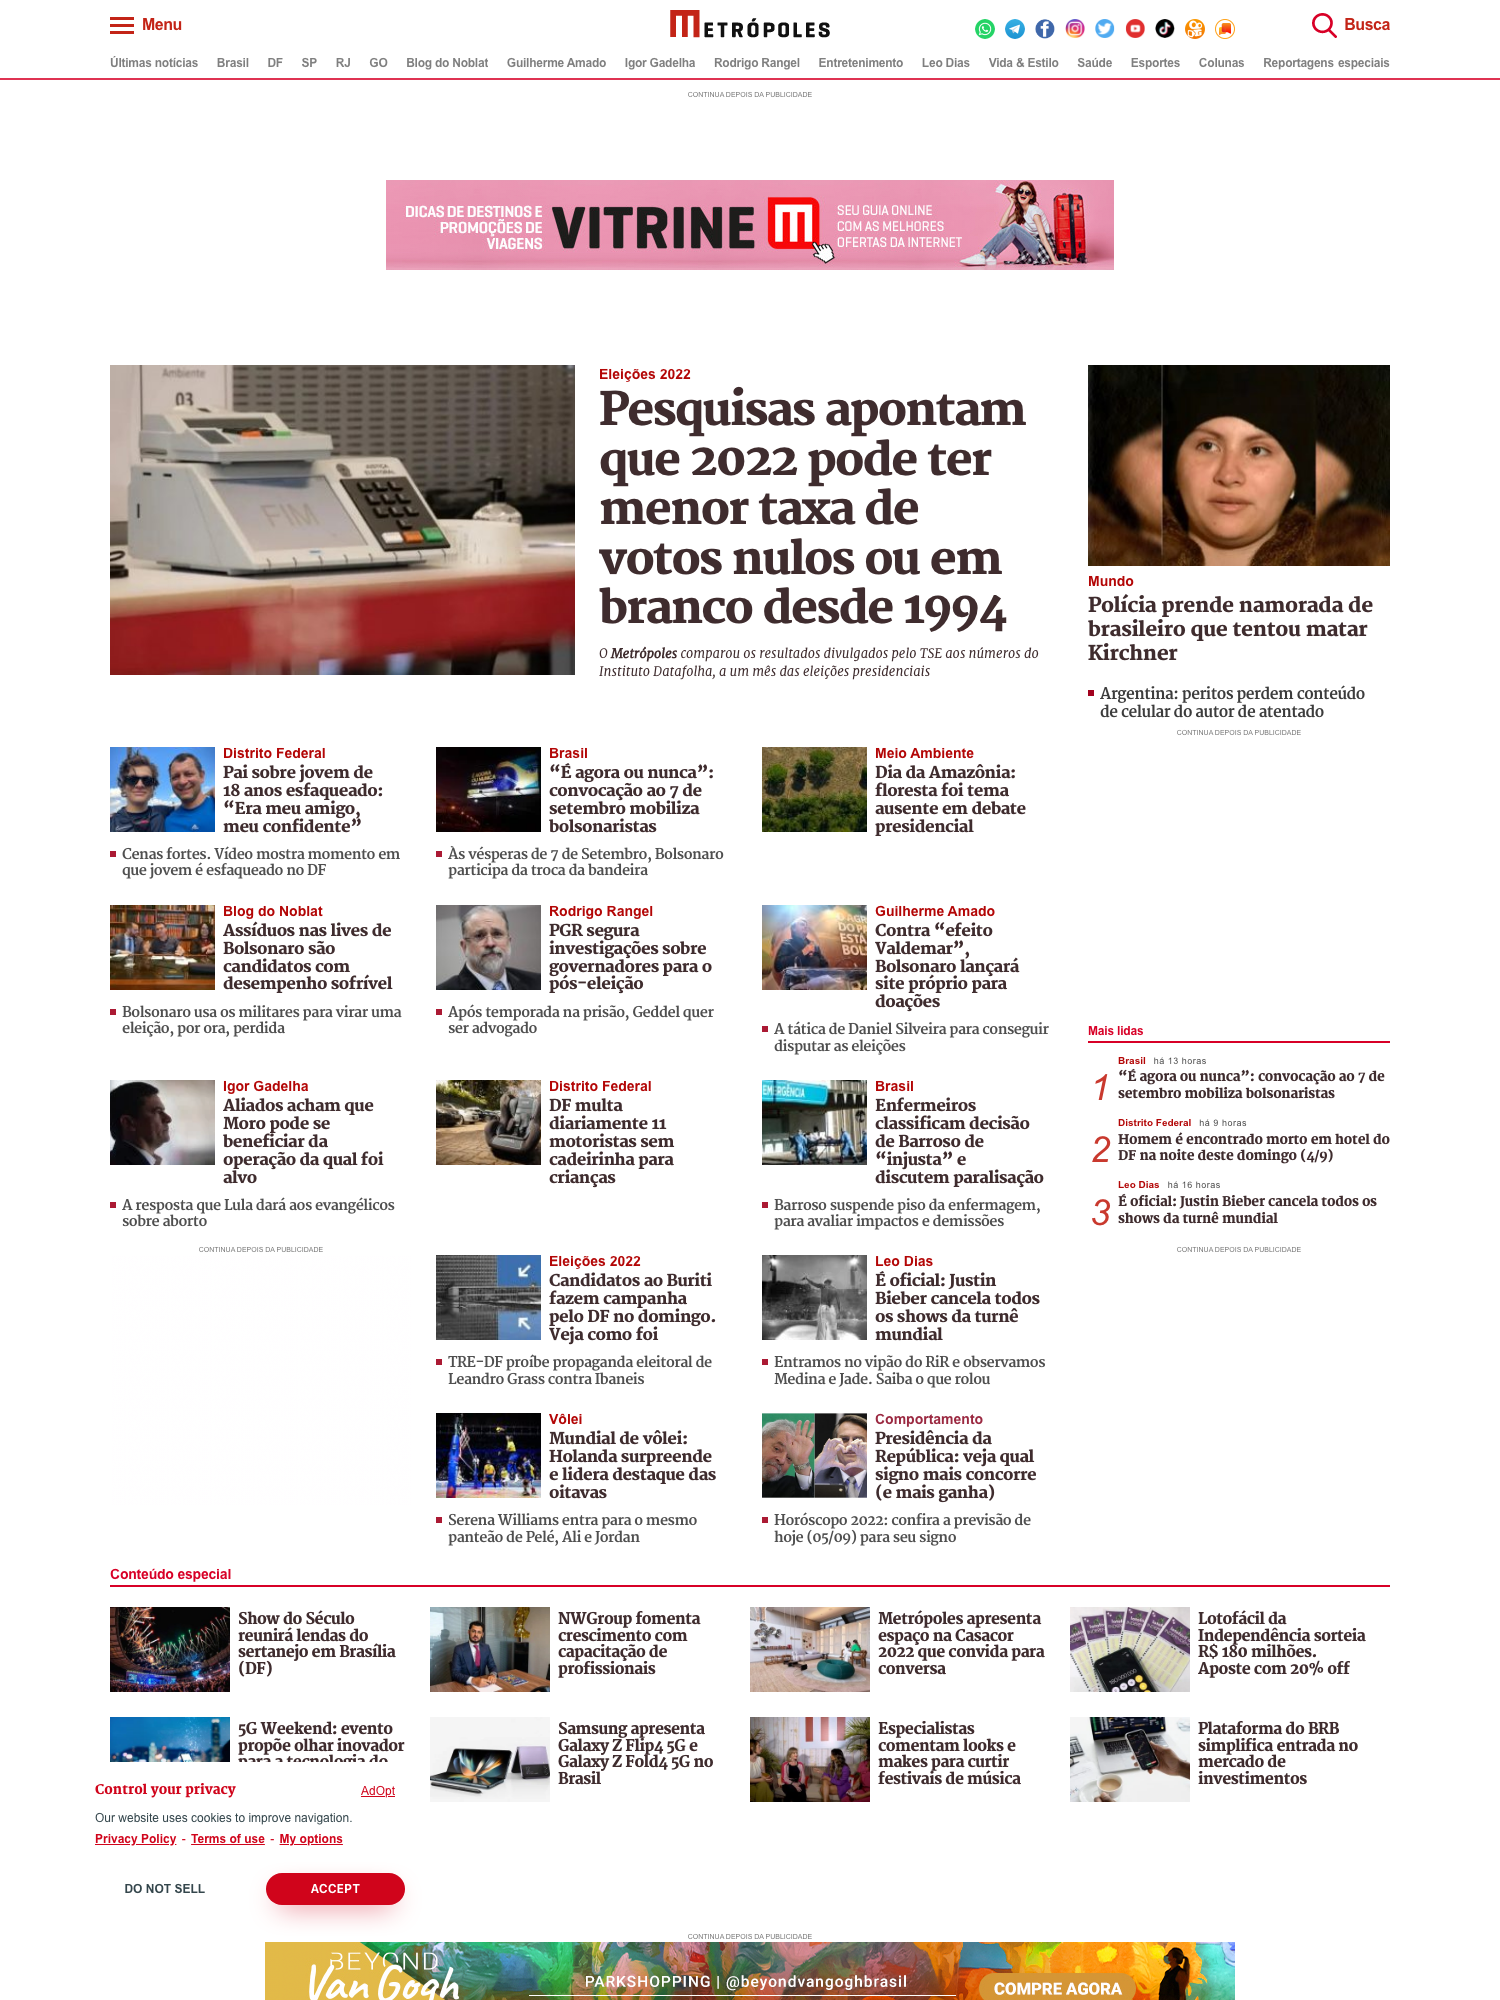 Menu
METRÓPOLES
Busca
Últimas notícias Brasil DF SP RJ GO Blog do Noblat Guilherme Amado Igor Gadelha Rodrigo Rangel Entretenimento Leo Dias Vida & Estilo Saúde Esportes Colunas Reportagens especiais
CONTINUA DEPOIS DA PUBLICIDADE
DICAS DE DESTINOS E
PROMOÇÕES DE
VIAGENS
VITRINE M
SEU GUIA ONLINE
COM AS MELHORES
OFERTAS DA INTERNET
Ambiente
03
JUSTIÇA
ELEITORAL
FIM
Eleições 2022
Pesquisas apontam
que 2022 pode ter
menor taxa de
votos nulos ou em
branco desde 1994
O Metrópoles comparou os resultados divulgados pelo TSE aos números do
Instituto Datafolha, a um mês das eleições presidenciais
Mundo
Polícia prende namorada de
brasileiro que tentou matar
Kirchner
Argentina: peritos perdem conteúdo
de celular do autor de atentado
CONTINUA DEPOIS DA PUBLICIDADE
Distrito Federal
Pai sobre jovem de
18 anos esfaqueado:
“Era meu amigo,
meu confidente”
Cenas fortes. Vídeo mostra momento em
que jovem é esfaqueado no DF
Brasil
“É agora ou nunca”:
convocação ao 7 de
setembro mobiliza
bolsonaristas
Às vésperas de 7 de Setembro, Bolsonaro
participa da troca da bandeira
Meio Ambiente
Dia da Amazônia:
floresta foi tema
ausente em debate
presidencial
Blog do Noblat
Assíduos nas lives de
Bolsonaro são
candidatos com
desempenho sofrível
Bolsonaro usa os militares para virar uma
eleição, por ora, perdida
Rodrigo Rangel
PGR segura
investigações sobre
governadores para o
pós-eleição
Após temporada na prisão, Geddel quer
ser advogado
Guilherme Amado
Contra “efeito
Valdemar”,
Bolsonaro lançará
site próprio para
doações
A tática de Daniel Silveira para conseguir
disputar as eleições
Igor Gadelha
Aliados acham que
Moro pode se
beneficiar da
operação da qual foi
alvo
A resposta que Lula dará aos evangélicos
sobre aborto
Distrito Federal
DF multa
diariamente 11
motoristas sem
cadeirinha para
crianças
EMERGÊNCIA
Brasil
Enfermeiros
classificam decisão
de Barroso de
“injusta” e
discutem paralisação
Barroso suspende piso da enfermagem,
para avaliar impactos e demissões
Mais lidas
1
Brasil há 13 horas
“É agora ou nunca”: convocação ao 7 de
setembro mobiliza bolsonaristas
2
Distrito Federal há 9 horas
Homem é encontrado morto em hotel do
DF na noite deste domingo (4/9)
3
Leo Dias há 16 horas
É oficial: Justin Bieber cancela todos os
shows da turnê mundial
CONTINUA DEPOIS DA PUBLICIDADE
CONTINUA DEPOIS DA PUBLICIDADE
Eleições 2022
Candidatos ao Buriti
fazem campanha
pelo DF no domingo.
Veja como foi
TRE-DF proíbe propaganda eleitoral de
Leandro Grass contra Ibaneis
Leo Dias
É oficial: Justin
Bieber cancela todos
os shows da turnê
mundial
Entramos no vipão do RiR e observamos
Medina e Jade. Saiba o que rolou
Vôlei
Mundial de vôlei:
Holanda surpreende
e lidera destaque das
oitavas
Serena Williams entra para o mesmo
panteão de Pelé, Ali e Jordan
Comportamento
Presidência da
República: veja qual
signo mais concorre
(e mais ganha)
Horóscopo 2022: confira a previsão de
hoje (05/09) para seu signo
Conteúdo especial
Show do Século
reunirá lendas do
sertanejo em Brasília
(DF)
NWGroup fomenta
crescimento com
capacitação de
profissionais
Metrópoles apresenta
espaço na Casacor
2022 que convida para
conversa
Lotofácil da
Independência sorteia
R$ 180 milhões.
Aposte com 20% off
5G Weekend: evento
propõe olhar inovador
para a tecnologia do
Samsung apresenta
Galaxy Z Flip4 5G e
Galaxy Z Fold4 5G no
Brasil
Especialistas
comentam looks e
makes para curtir
festivais de música
Plataforma do BRB
simplifica entrada no
mercado de
investimentos
Control your privacy
AdOpt
Our website uses cookies to improve navigation.
Privacy Policy - Terms of use - My options
DO NOT SELL
ACCEPT
CONTINUA DEPOIS DA PUBLICIDADE
BEYOND
Van Gogh
PARKSHOPPING | @beyondvangoghbrasil
COMPRE AGORA